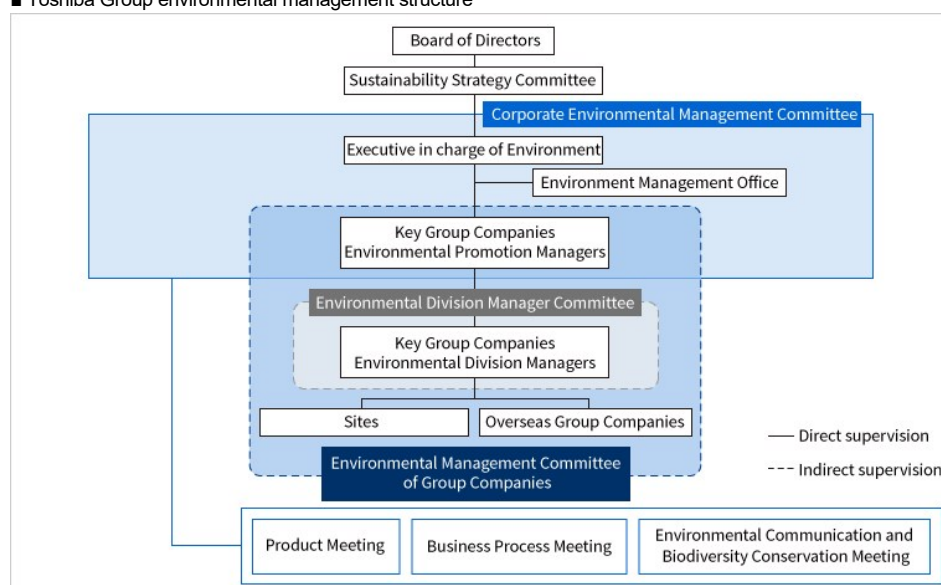 ■ Toshiba Group environmental management structure
Board of Directors
Sustainability Strategy Committee
Corporate Environmental Management Committee
Executive in charge of Environment
Environment Management Office
Key Group Companies
Environmental Promotion Managers
Environmental Division Manager Committee
Key Group Companies
Environmental Division Managers
Sites
Overseas Group Companies
Environmental Management Committee
of Group Companies
Direct supervision
Indirect supervision
Product Meeting
Business Process Meeting
Environmental Communication and
Biodiversity Conservation Meeting